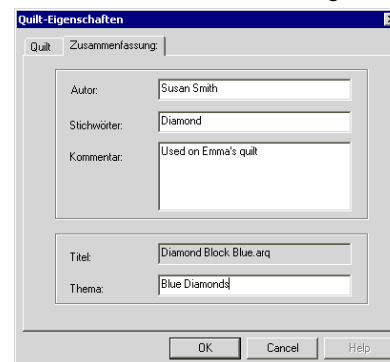 Quilt-Eigenschaften
Quilt Zusammenfassung:
Autor: Susan Smith
Stichwörter: Diamond
Kommentar: Used on Emma's quilt
Titel: Diamond Block Blue.arq
Thema: Blue Diamonds
OK Cancel Help